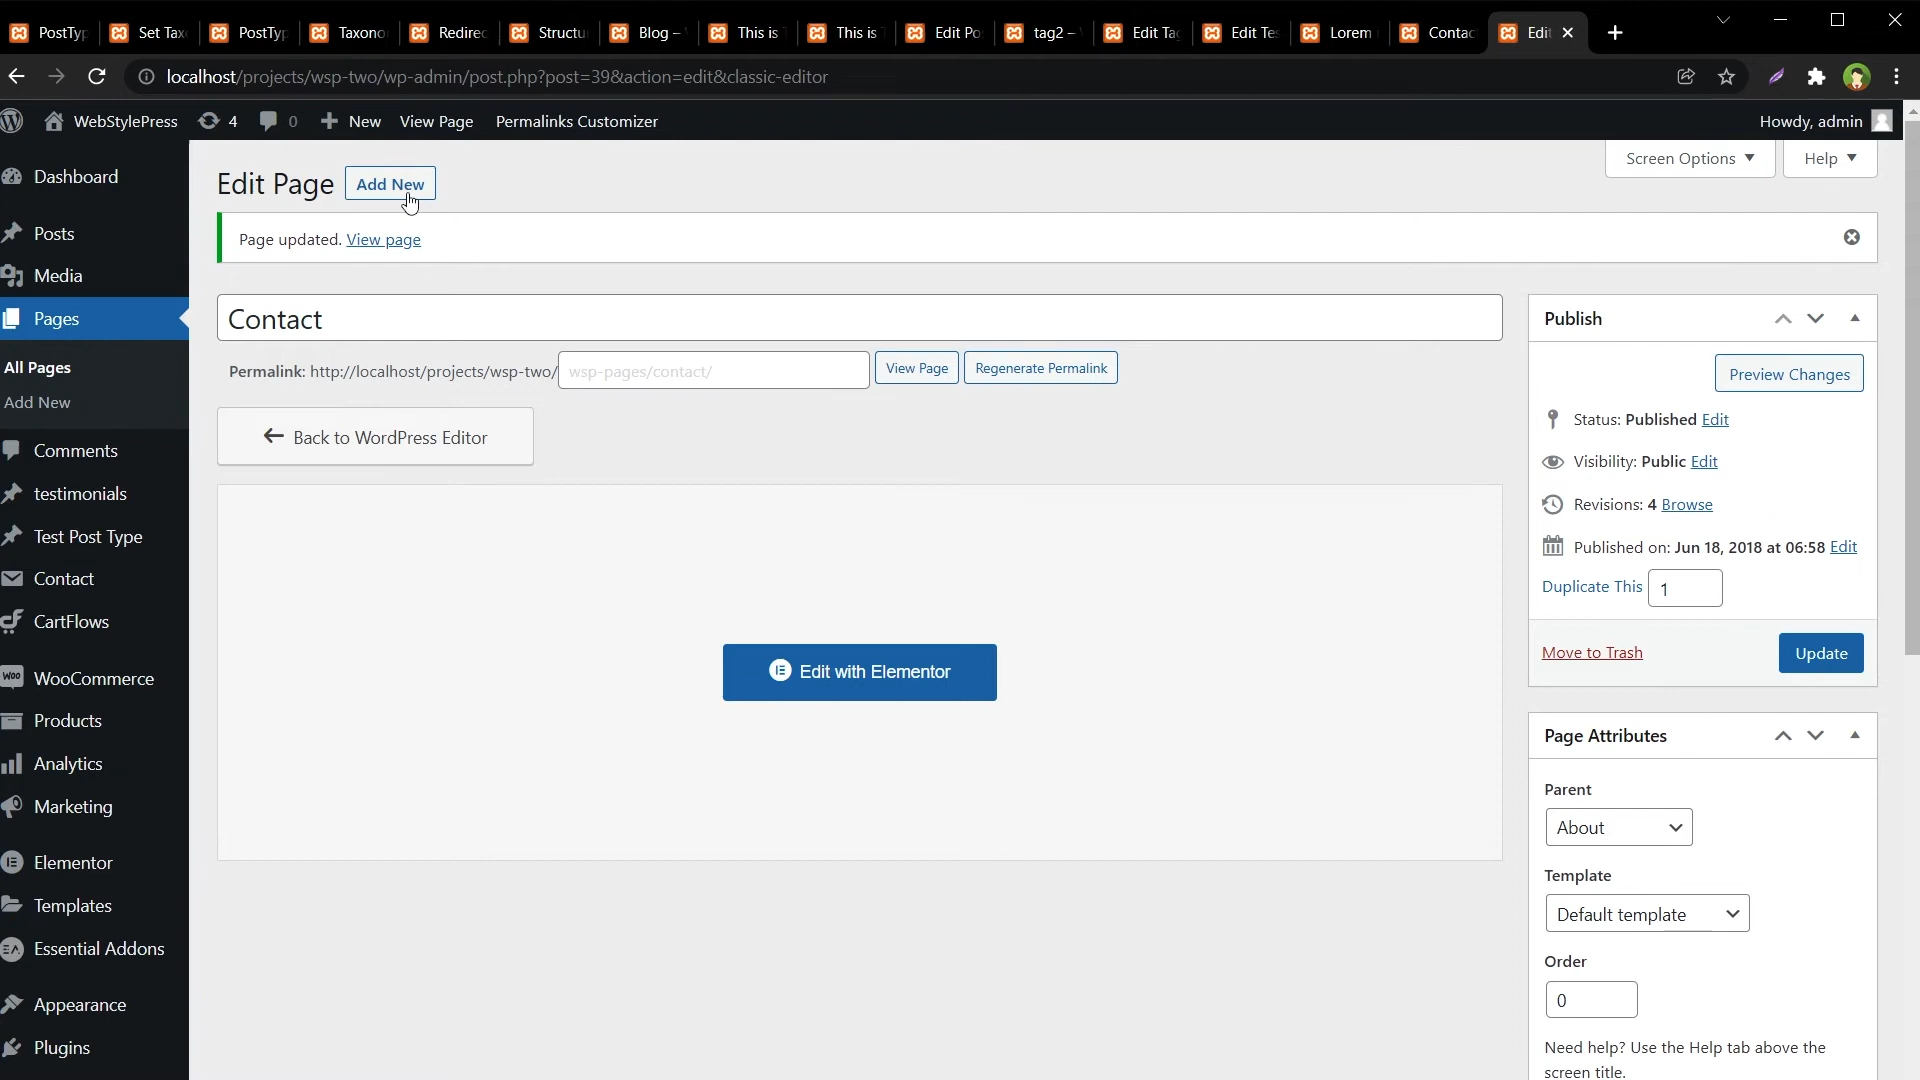 PostTyp Set Tax PostTyp Taxono Redirec Structu Blog – This is This is Edit Po tag2 – Edit Tag Edit Tes Lorem Contac Edit
localhost/projects/wsp-two/wp-admin/post.php?post=39&action=edit&classic-editor
WebStylePress 4 0 New View Page Permalinks Customizer Howdy, admin
Screen Options Help
Dashboard
Posts
Media
Pages
All Pages
Add New
Comments
testimonials
Test Post Type
Contact
CartFlows
WooCommerce
Products
Analytics
Marketing
Elementor
Templates
Essential Addons
Appearance
Plugins
Edit Page Add New
Page updated. View page
Contact
Permalink: http://localhost/projects/wsp-two/ wsp-pages/contact/ View Page Regenerate Permalink
Back to WordPress Editor
Edit with Elementor
Publish
Preview Changes
Status: Published Edit
Visibility: Public Edit
Revisions: 4 Browse
Published on: Jun 18, 2018 at 06:58 Edit
Duplicate This 1
Move to Trash Update
Page Attributes
Parent
About
Template
Default template
Order
0
Need help? Use the Help tab above the
screen title.